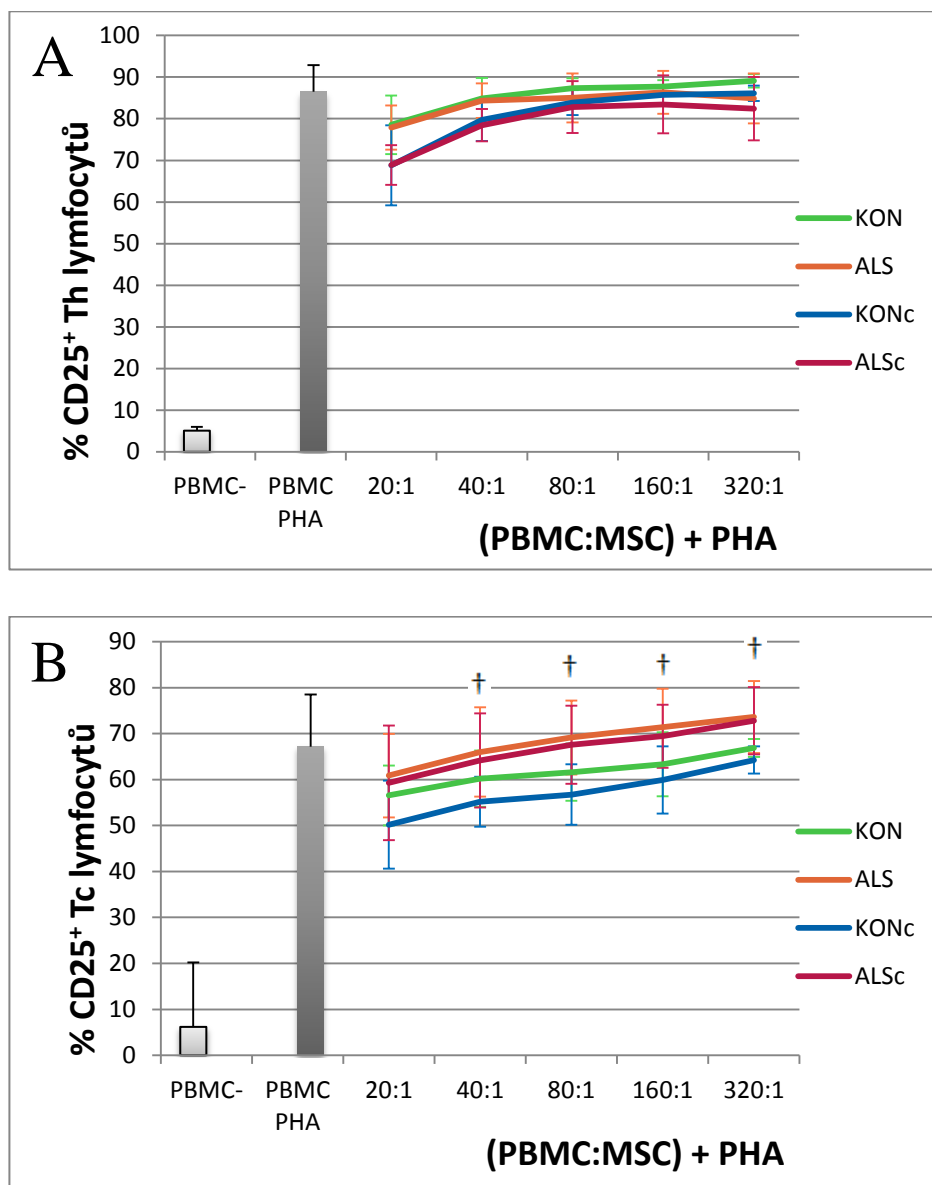 A
100
90
80
70
60
50
40
30
20
10
0
% CD25⁺ Th lymfocytů
PBMC- PBMC PHA 20:1 40:1 80:1 160:1 320:1
(PBMC:MSC) + PHA
KON
ALS
KONc
ALSc
B
90
80
70
60
50
40
30
20
10
0
% CD25⁺ Tc lymfocytů
† † † †
PBMC- PBMC PHA 20:1 40:1 80:1 160:1 320:1
(PBMC:MSC) + PHA
KON
ALS
KONc
ALSc